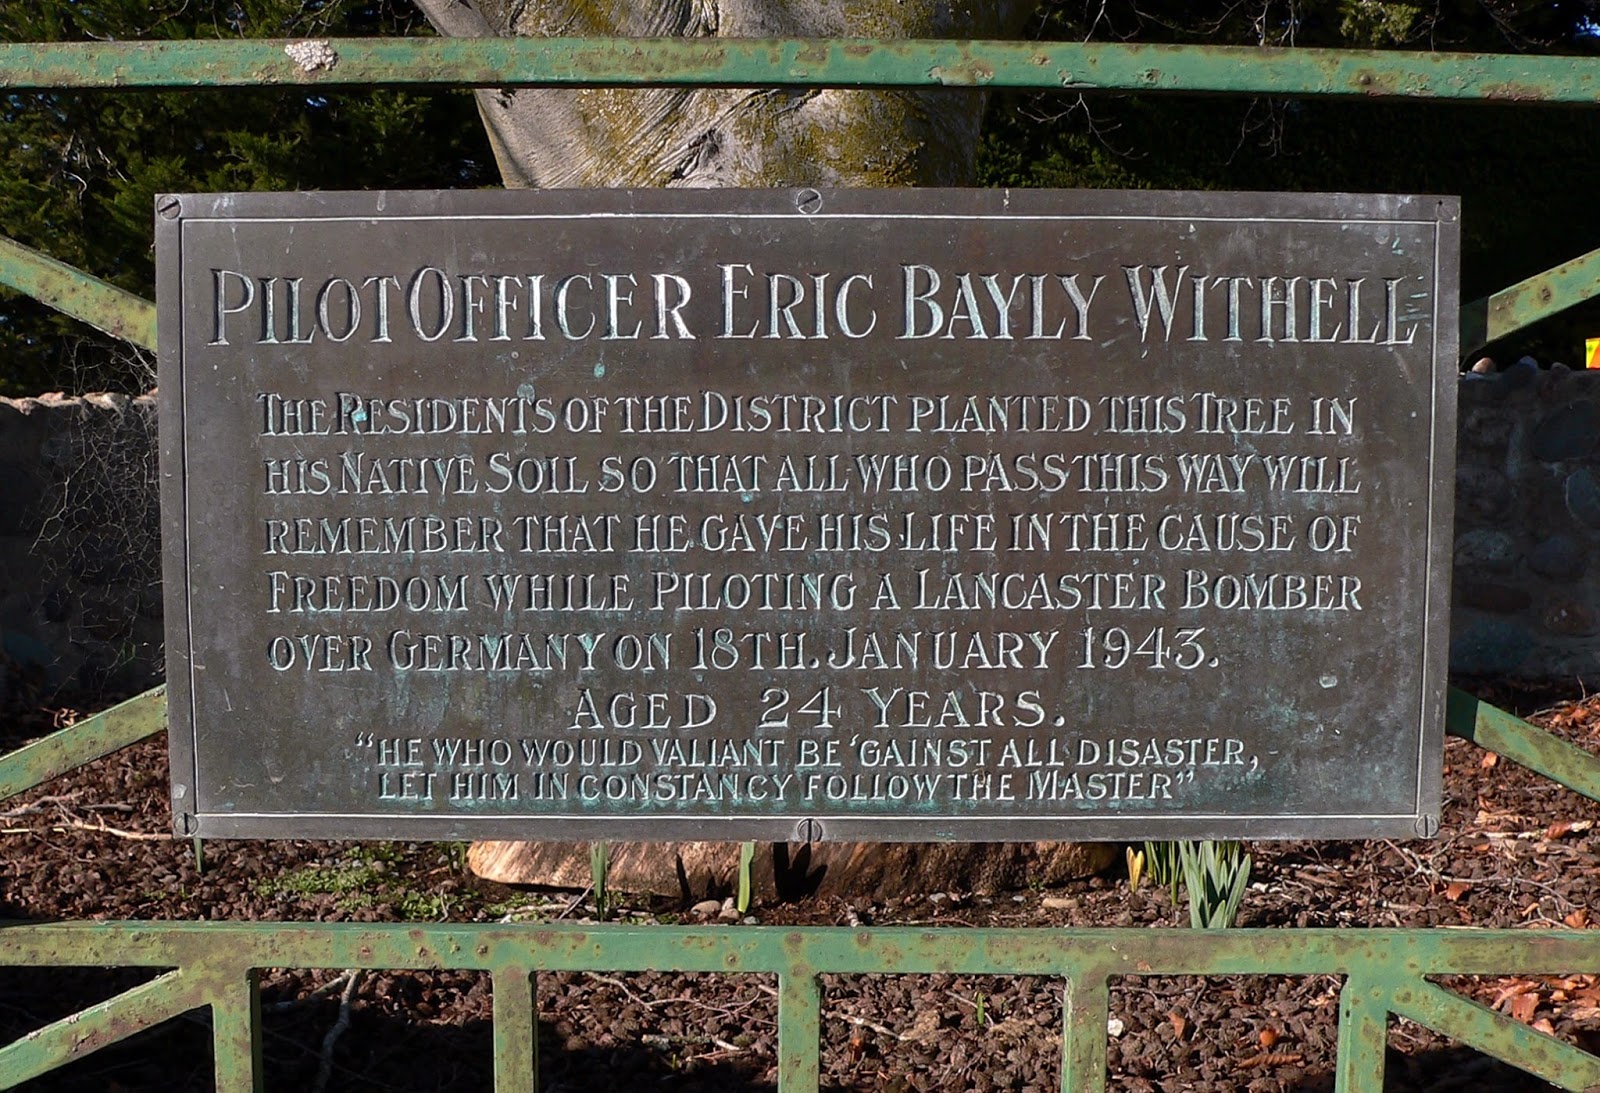 PILOT OFFICER ERIC BAYLY WITHELL
THE RESIDENTS OF THE DISTRICT PLANTED THIS TREE IN
HIS NATIVE SOIL SO THAT ALL WHO PASS THIS WAY WILL
REMEMBER THAT HE GAVE HIS LIFE IN THE CAUSE OF
FREEDOM WHILE PILOTING A LANCASTER BOMBER
OVER GERMANY ON 18TH. JANUARY 1943.
AGED 24 YEARS.
"HE WHO WOULD VALIANT BE 'GAINST ALL DISASTER,
LET HIM IN CONSTANCY FOLLOW THE MASTER"